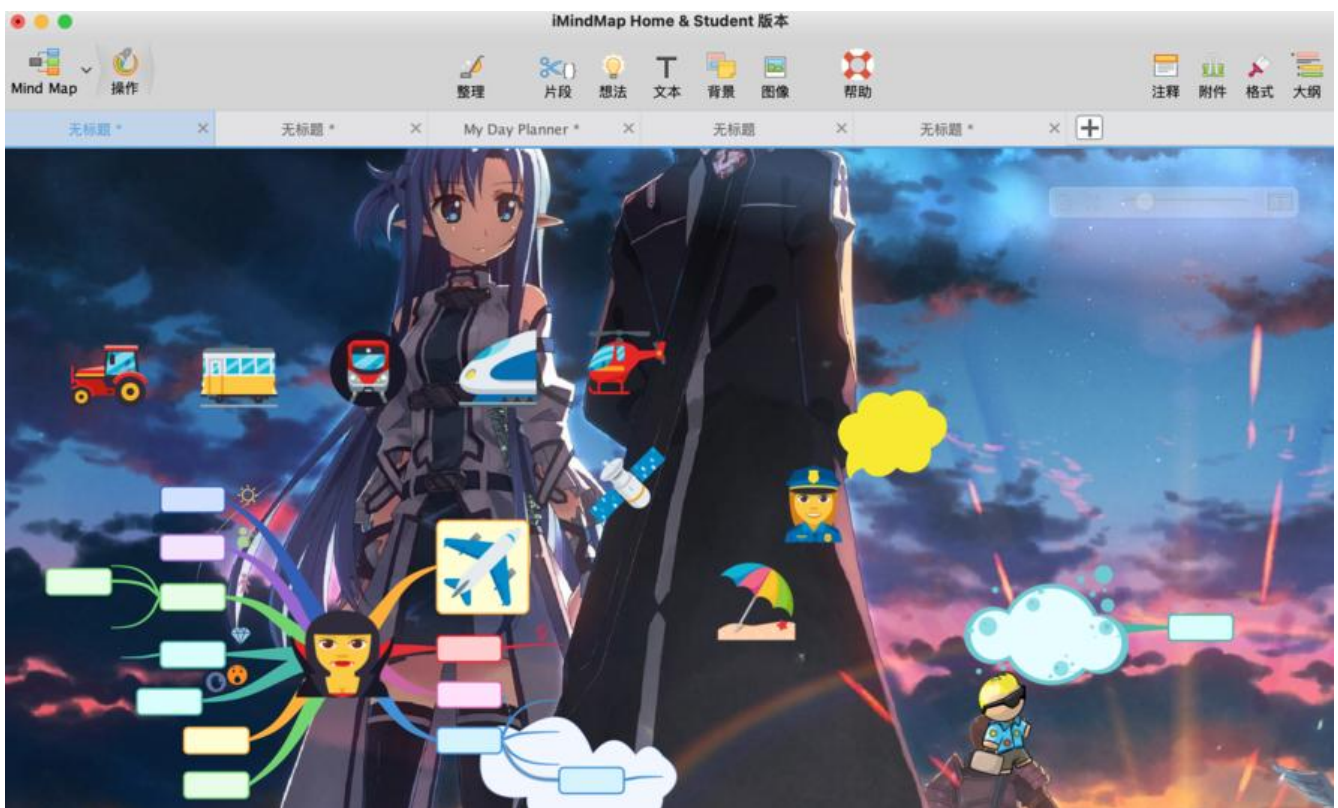 iMindMap Home & Student 版本
Mind Map 操作 整理 片段 想法 文本 背景 图像 帮助 注释 附件 格式 大纲
无标题 * 无标题 * My Day Planner * 无标题 无标题 *